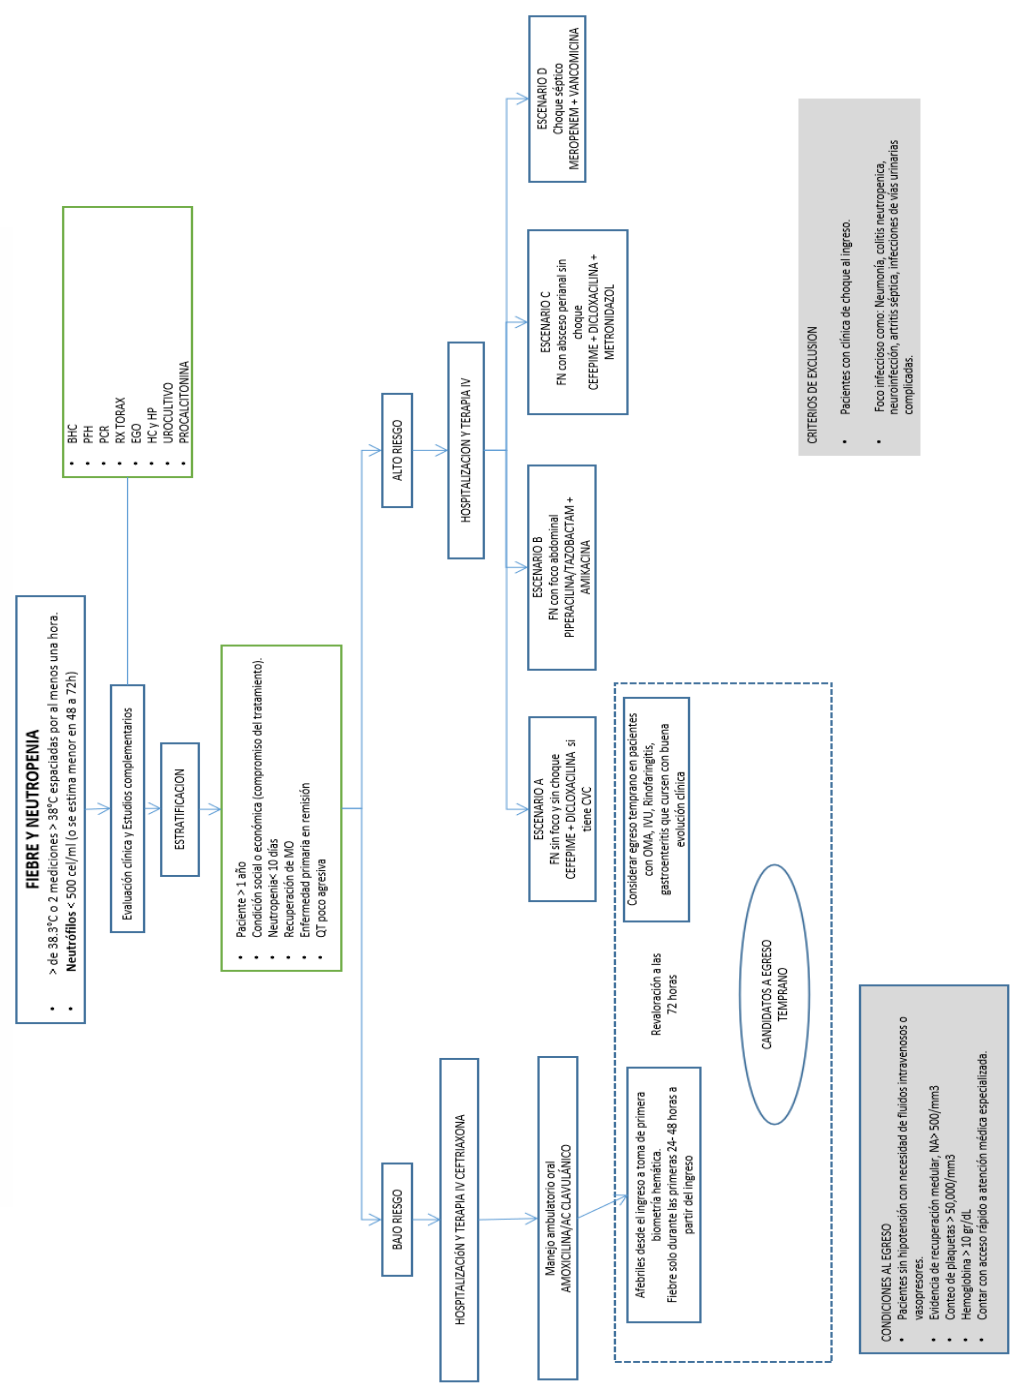 FIEBRE Y NEUTROPENIA
• > de 38.3°C o 2 mediciones > 38°C espaciadas por al menos una hora.
• Neutrófilos < 500 cel/ml (o se estima menor en 48 a 72h)
Evaluación clínica y Estudios complementarios
• BHC
• PFH
• PCR
• RX TORAX
• EGO
• HC y HP
• UROCULTIVO
• PROCALCITONINA
ESTRATIFICACION
• Paciente > 1 año
• Condición social o económica (compromiso del tratamiento).
• Neutropenia< 10 días
• Recuperación de MO
• Enfermedad primaria en remisión
• QT poco agresiva
BAJO RIESGO
ALTO RIESGO
HOSPITALIZACIóN Y TERAPIA IV CEFTRIAXONA
HOSPITALIZACION Y TERAPIA IV
Manejo ambulatorio oral
AMOXICILINA/AC CLAVULÁNICO
ESCENARIO A
FN sin foco y sin choque
CEFEPIME + DICLOXACILINA si
tiene CVC
ESCENARIO B
FN con foco abdominal
PIPERACILINA/TAZOBACTAM +
AMIKACINA
ESCENARIO C
FN con absceso perianal sin
choque
CEFEPIME + DICLOXACILINA +
METRONIDAZOL
ESCENARIO D
Choque séptico
MEROPENEM + VANCOMICINA
Afebriles desde el ingreso a toma de primera
biometría hemática.
Fiebre solo durante las primeras 24- 48 horas a
partir del ingreso
Revaloración a las
72 horas
Considerar egreso temprano en pacientes
con OMA, IVU, Rinofaringitis,
gastroenteritis que cursen con buena
evolución clínica
CANDIDATOS A EGRESO
TEMPRANO
CONDICIONES AL EGRESO
• Pacientes sin hipotensión con necesidad de fluidos intravenosos o
vasopresores.
• Evidencia de recuperación medular, NA> 500/mm3
• Conteo de plaquetas > 50,000/mm3
• Hemoglobina > 10 gr/dL
• Contar con acceso rápido a atención médica especializada.
CRITERIOS DE EXCLUSION
• Pacientes con clínica de choque al ingreso.
• Foco infeccioso como: Neumonía, colitis neutropenica,
neuroinfección, artritis séptica, infecciones de vías urinarias
complicadas.